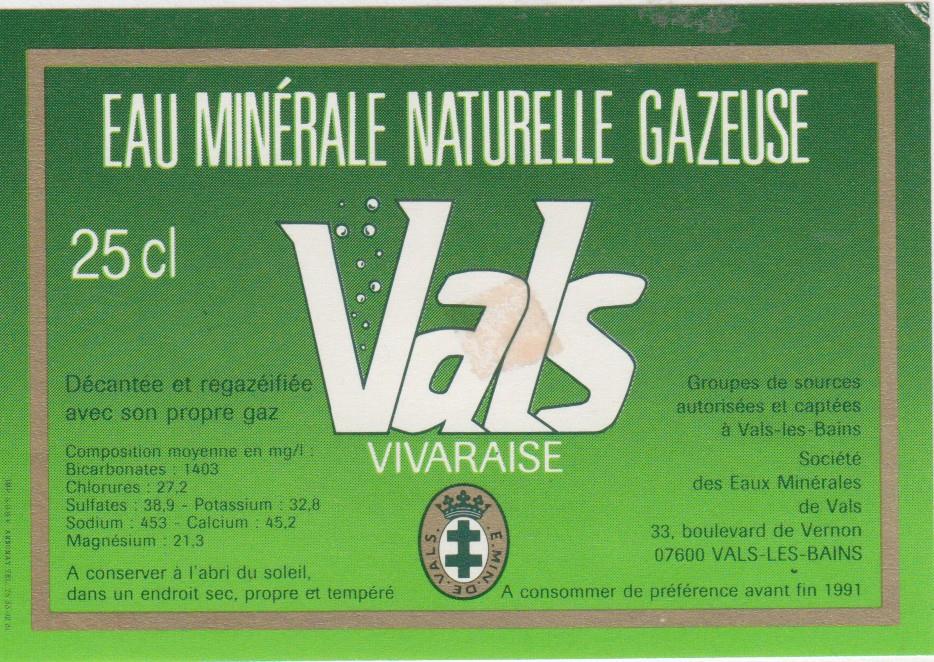 EAU MINÉRALE NATURELLE GAZEUSE
25 cl
Vals
VIVARAISE
Décantée et regazéifiée
avec son propre gaz
Composition moyenne en mg/l :
Bicarbonates : 1403
Chlorures : 27,2
Sulfates : 38,9 - Potassium : 32,8
Sodium : 453 - Calcium : 45,2
Magnésium : 21,3
A conserver à l'abri du soleil,
dans un endroit sec, propre et tempéré
E.MIN.DE.VALS.
Groupes de sources
autorisées et captées
à Vals-les-Bains
Société
des Eaux Minérales
de Vals
33, boulevard de Vernon
07600 VALS-LES-BAINS
A consommer de préférence avant fin 1991